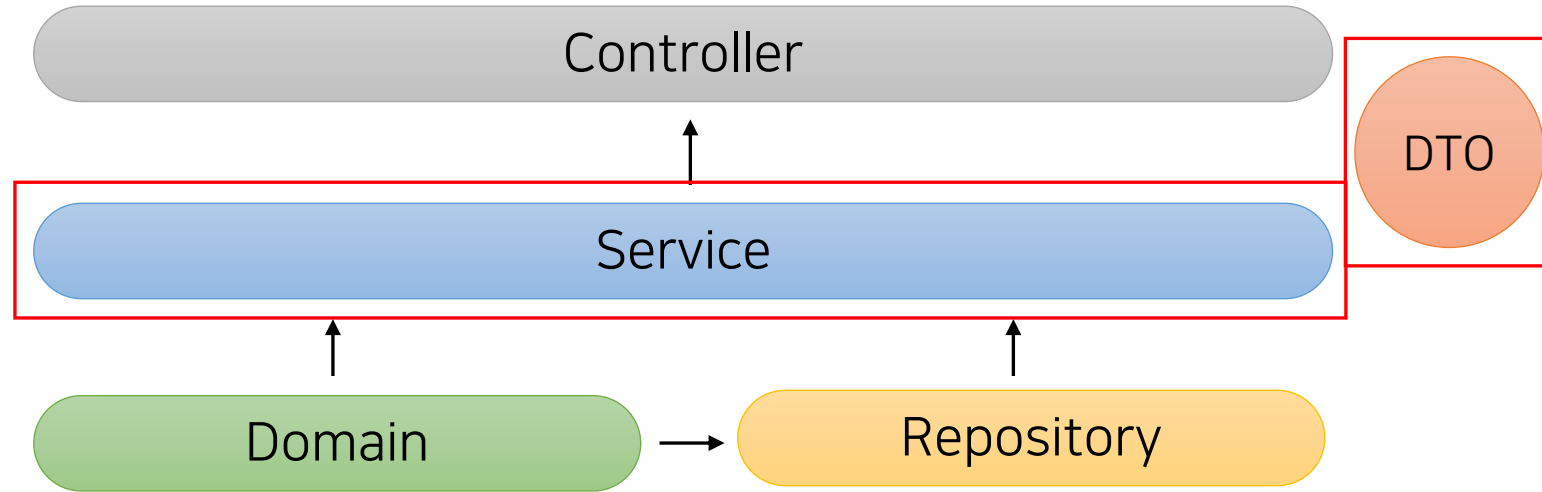 Controller
DTO
Service
Domain
Repository